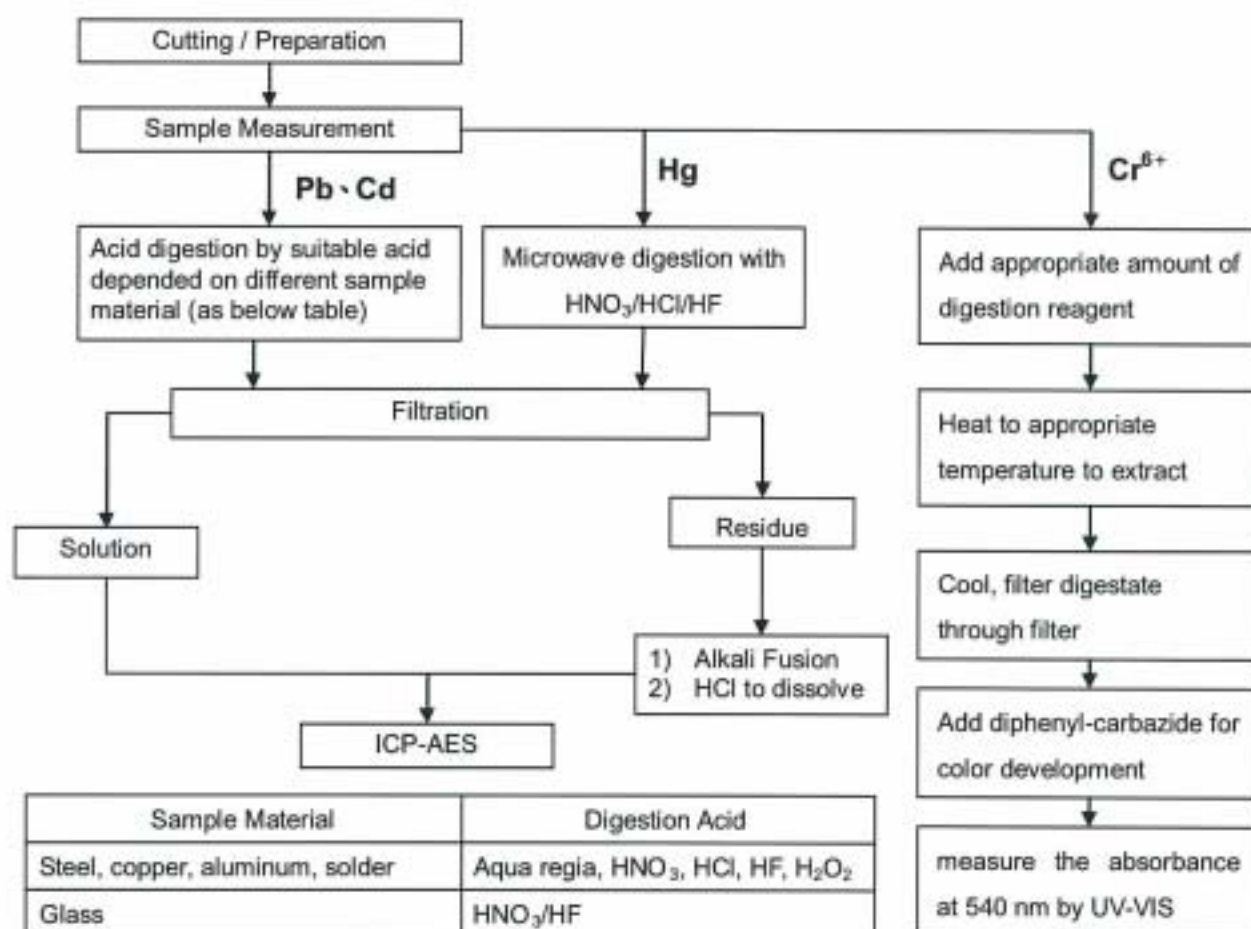 Cutting / Preparation
Sample Measurement
Pb、Cd
Hg
Cr⁶⁺
Acid digestion by suitable acid
depended on different sample
material (as below table)
Microwave digestion with
HNO₃/HCl/HF
Add appropriate amount of
digestion reagent
Filtration
Heat to appropriate
temperature to extract
Solution
Residue
Cool, filter digestate
through filter
1) Alkali Fusion
2) HCl to dissolve
ICP-AES
Add diphenyl-carbazide for
color development
measure the absorbance
at 540 nm by UV-VIS
Sample Material Digestion Acid
Steel, copper, aluminum, solder Aqua regia, HNO₃, HCl, HF, H₂O₂
Glass HNO₃/HF